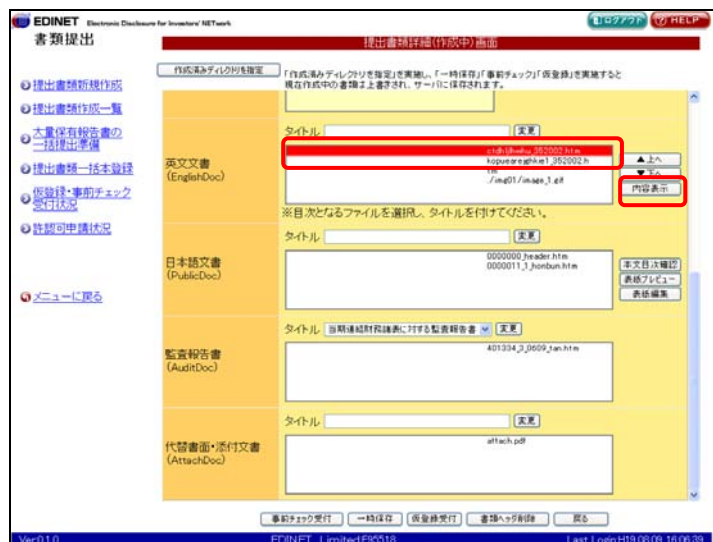 EDINET Electronic Disclosure for Investors' NETwork
ログアウト HELP
書類提出
提出書類詳細(作成中)画面
作成済みディレクトリを指定
「作成済みディレクトリを指定」を実施し、「一時保存」「事前チェック」「仮登録」を実施すると
現在作成中の書類は上書きされ、サーバに保存されます。
提出書類新規作成
提出書類作成一覧
大量保有報告書の
一括提出準備
提出書類一括本登録
仮登録・事前チェック
受付状況
許認可申請状況
メニューに戻る
英文文書
(EnglishDoc)
タイトル 変更
htm
./img01/image_1.gif
▲上へ
▼下へ
内容表示
※目次となるファイルを選択し、タイトルを付けてください。
日本語文書
(PublicDoc)
タイトル 変更
0000000_header.htm
0000011_1_honbun.htm
本文目次確認
表紙プレビュー
表紙編集
監査報告書
(AuditDoc)
タイトル 当期連結財務諸表に対する監査報告書 変更
401334_3_0609_tan.htm
代替書面・添付文書
(AttachDoc)
タイトル 変更
attach.pdf
事前チェック受付 一時保存 仮登録受付 書類ヘッダ削除 戻る
Ver.0.1.0 EDINET Limited:E95518 Last Login:H19.08.09 16:06:39